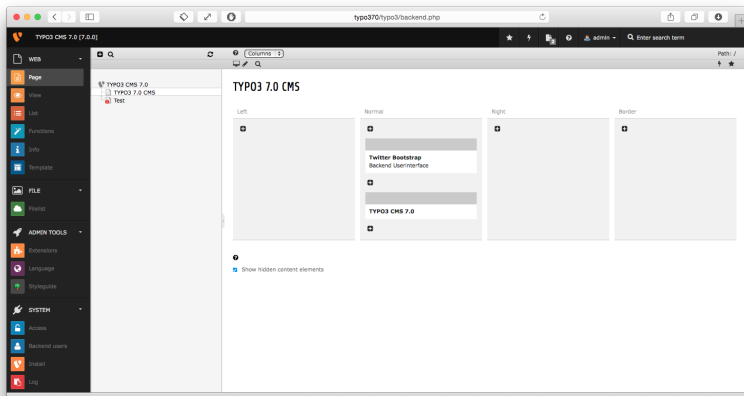 typo370/typo3/backend.php
TYPO3 CMS 7.0 [7.0.0]
admin
Enter search term
WEB
Page
View
List
Functions
Info
Template
FILE
Filelist
ADMIN TOOLS
Extensions
Language
Styleguide
SYSTEM
Access
Backend users
Install
Log
TYPO3 CMS 7.0
TYPO3 7.0 CMS
Test
Columns
Path: /
TYPO3 7.0 CMS
Left
Normal
Right
Border
Twitter Bootstrap
Backend Userinterface
TYPO3 CMS 7.0
Show hidden content elements